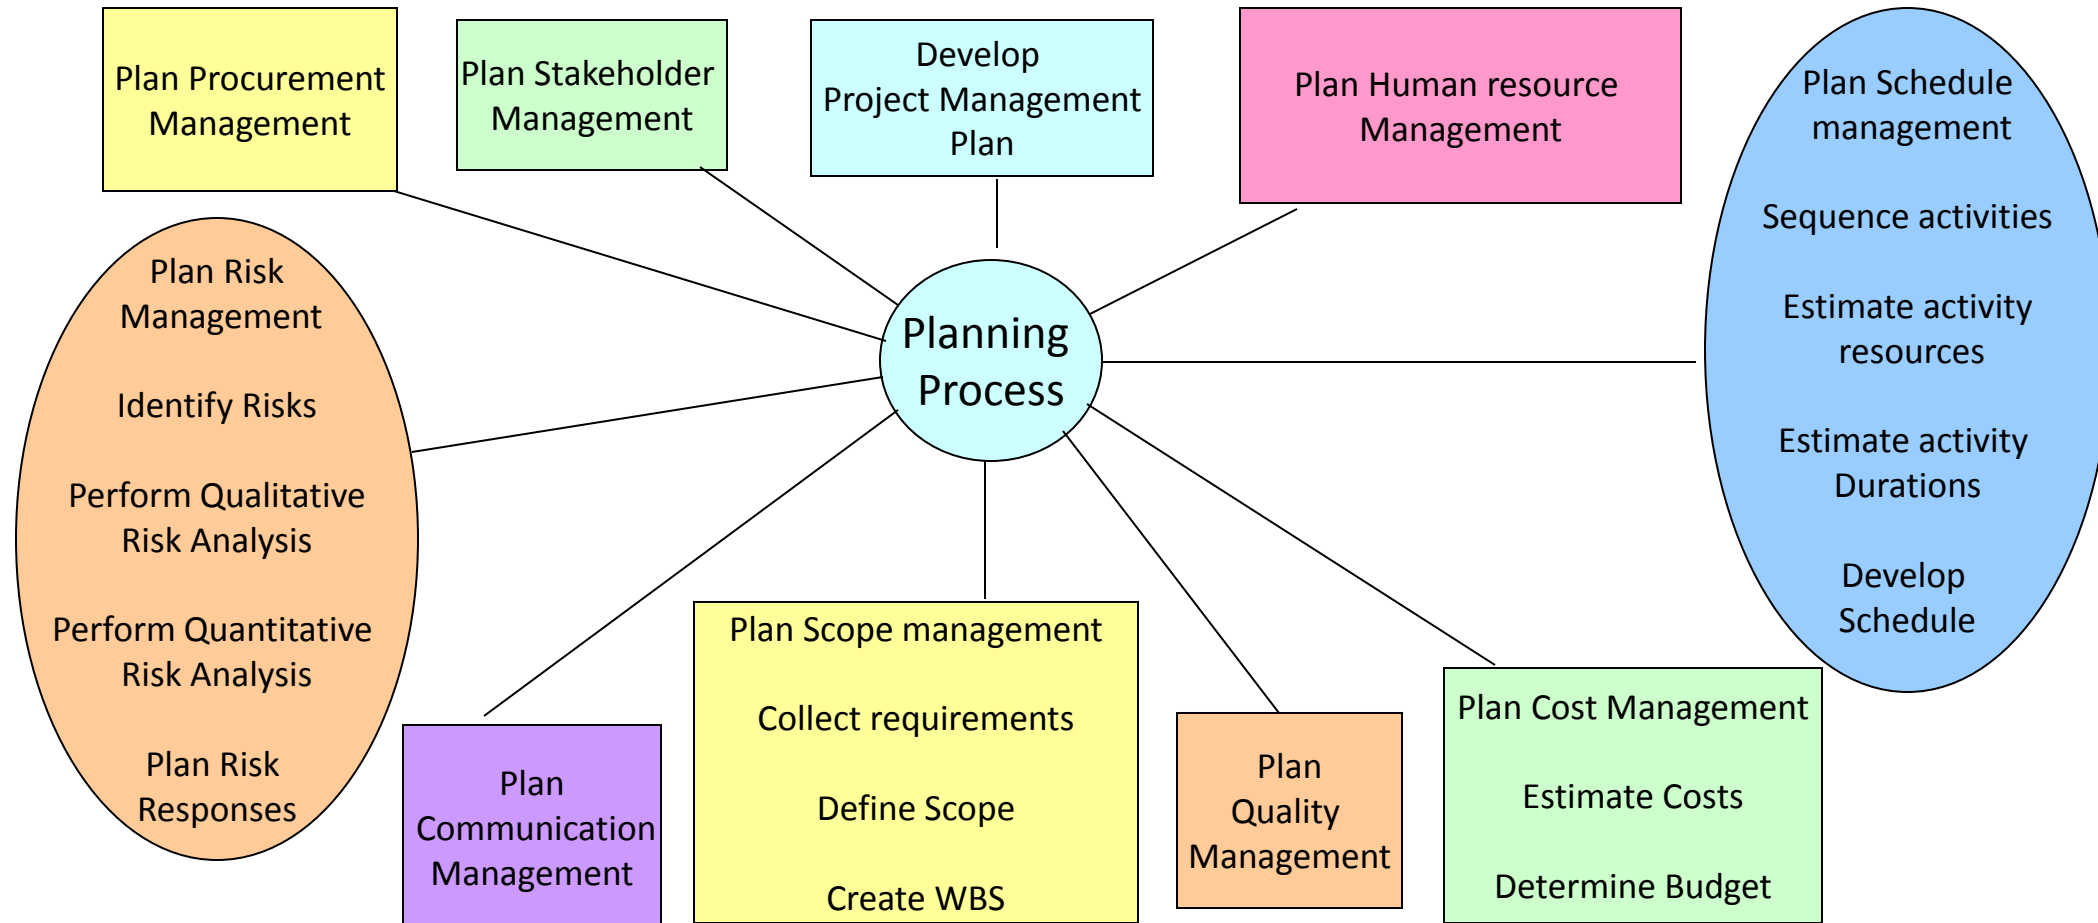 Plan Procurement
Management
Plan Stakeholder
Management
Develop
Project Management
Plan
Plan Human resource
Management
Plan Schedule
management
Sequence activities
Estimate activity
resources
Estimate activity
Durations
Develop
Schedule
Planning
Process
Plan Risk
Management
Identify Risks
Perform Qualitative
Risk Analysis
Perform Quantitative
Risk Analysis
Plan Risk
Responses
Plan
Communication
Management
Plan Scope management
Collect requirements
Define Scope
Create WBS
Plan
Quality
Management
Plan Cost Management
Estimate Costs
Determine Budget